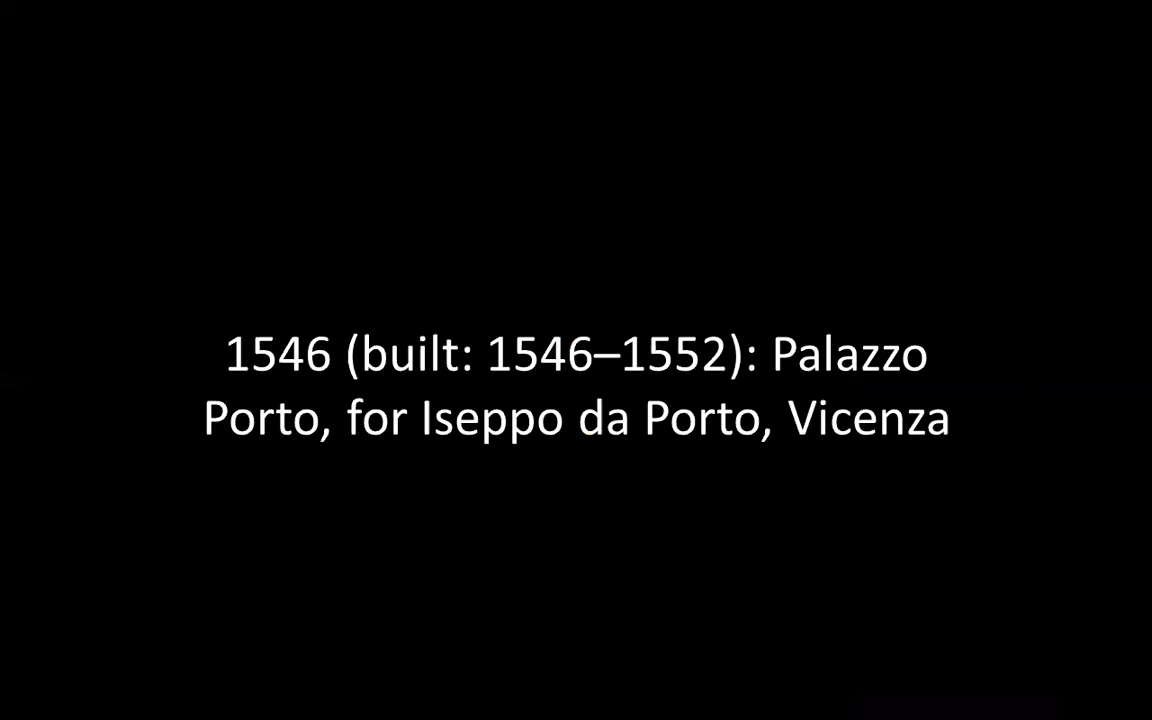 1546 (built: 1546–1552): Palazzo
Porto, for Iseppo da Porto, Vicenza